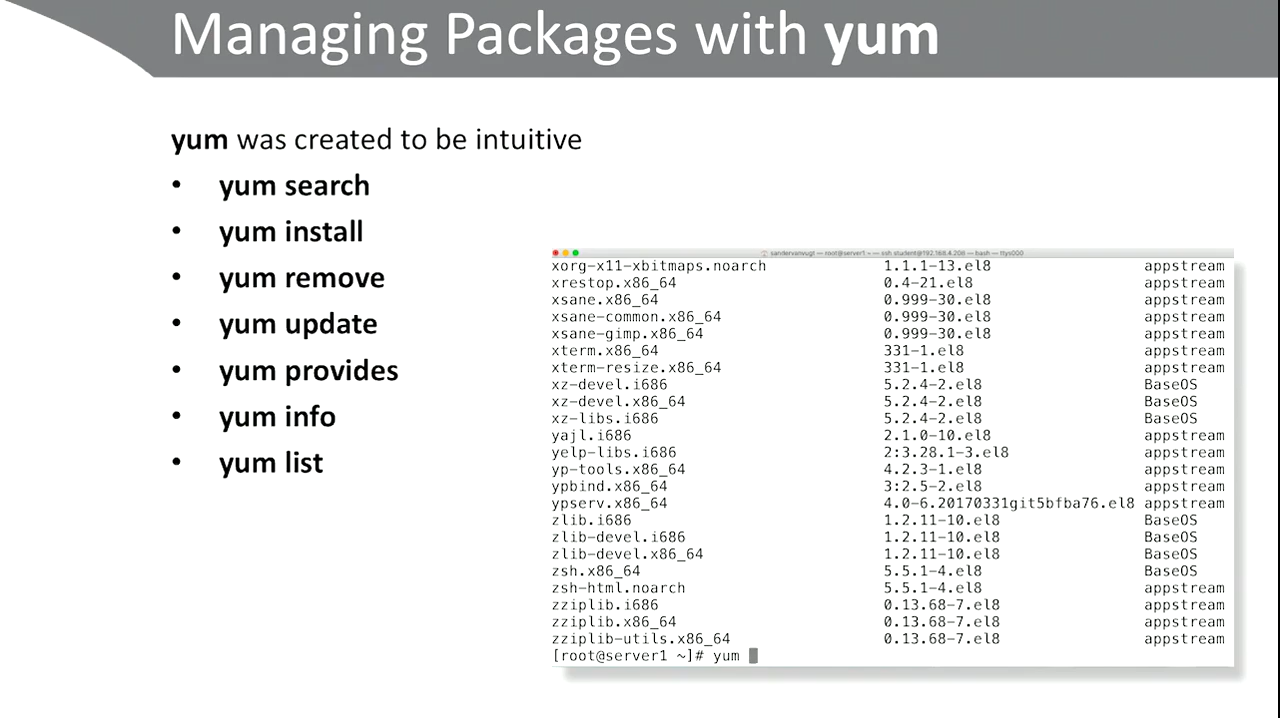 Managing Packages with yum
yum was created to be intuitive
• yum search
• yum install
• yum remove
• yum update
• yum provides
• yum info
• yum list
sandervanvugt — root@server1 ~ — ssh student@192.168.4.208 — bash — ttys000
xorg-x11-xbitmaps.noarch 1.1.1-13.el8 appstream
xrestop.x86_64 0.4-21.el8 appstream
xsane.x86_64 0.999-30.el8 appstream
xsane-common.x86_64 0.999-30.el8 appstream
xsane-gimp.x86_64 0.999-30.el8 appstream
xterm.x86_64 331-1.el8 appstream
xterm-resize.x86_64 331-1.el8 appstream
xz-devel.i686 5.2.4-2.el8 BaseOS
xz-devel.x86_64 5.2.4-2.el8 BaseOS
xz-libs.i686 5.2.4-2.el8 BaseOS
yajl.i686 2.1.0-10.el8 appstream
yelp-libs.i686 2:3.28.1-3.el8 appstream
yp-tools.x86_64 4.2.3-1.el8 appstream
ypbind.x86_64 3:2.5-2.el8 appstream
ypserv.x86_64 4.0-6.20170331git5bfba76.el8 appstream
zlib.i686 1.2.11-10.el8 BaseOS
zlib-devel.i686 1.2.11-10.el8 BaseOS
zlib-devel.x86_64 1.2.11-10.el8 BaseOS
zsh.x86_64 5.5.1-4.el8 BaseOS
zsh-html.noarch 5.5.1-4.el8 appstream
zziplib.i686 0.13.68-7.el8 appstream
zziplib.x86_64 0.13.68-7.el8 appstream
zziplib-utils.x86_64 0.13.68-7.el8 appstream
[root@server1 ~]# yum